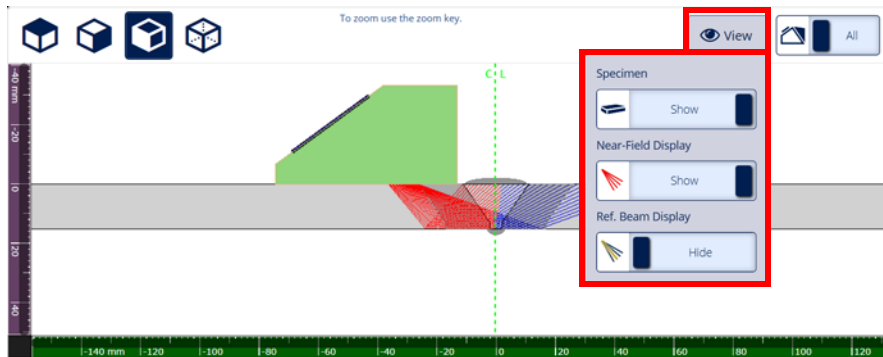 To zoom use the zoom key.
View
All
Specimen
Show
Near-Field Display
Show
Ref. Beam Display
Hide
C L
-40 mm
-20
0
20
40
-140 mm -120 -100 -80 -60 -40 -20 0 20 40 60 80 100 120